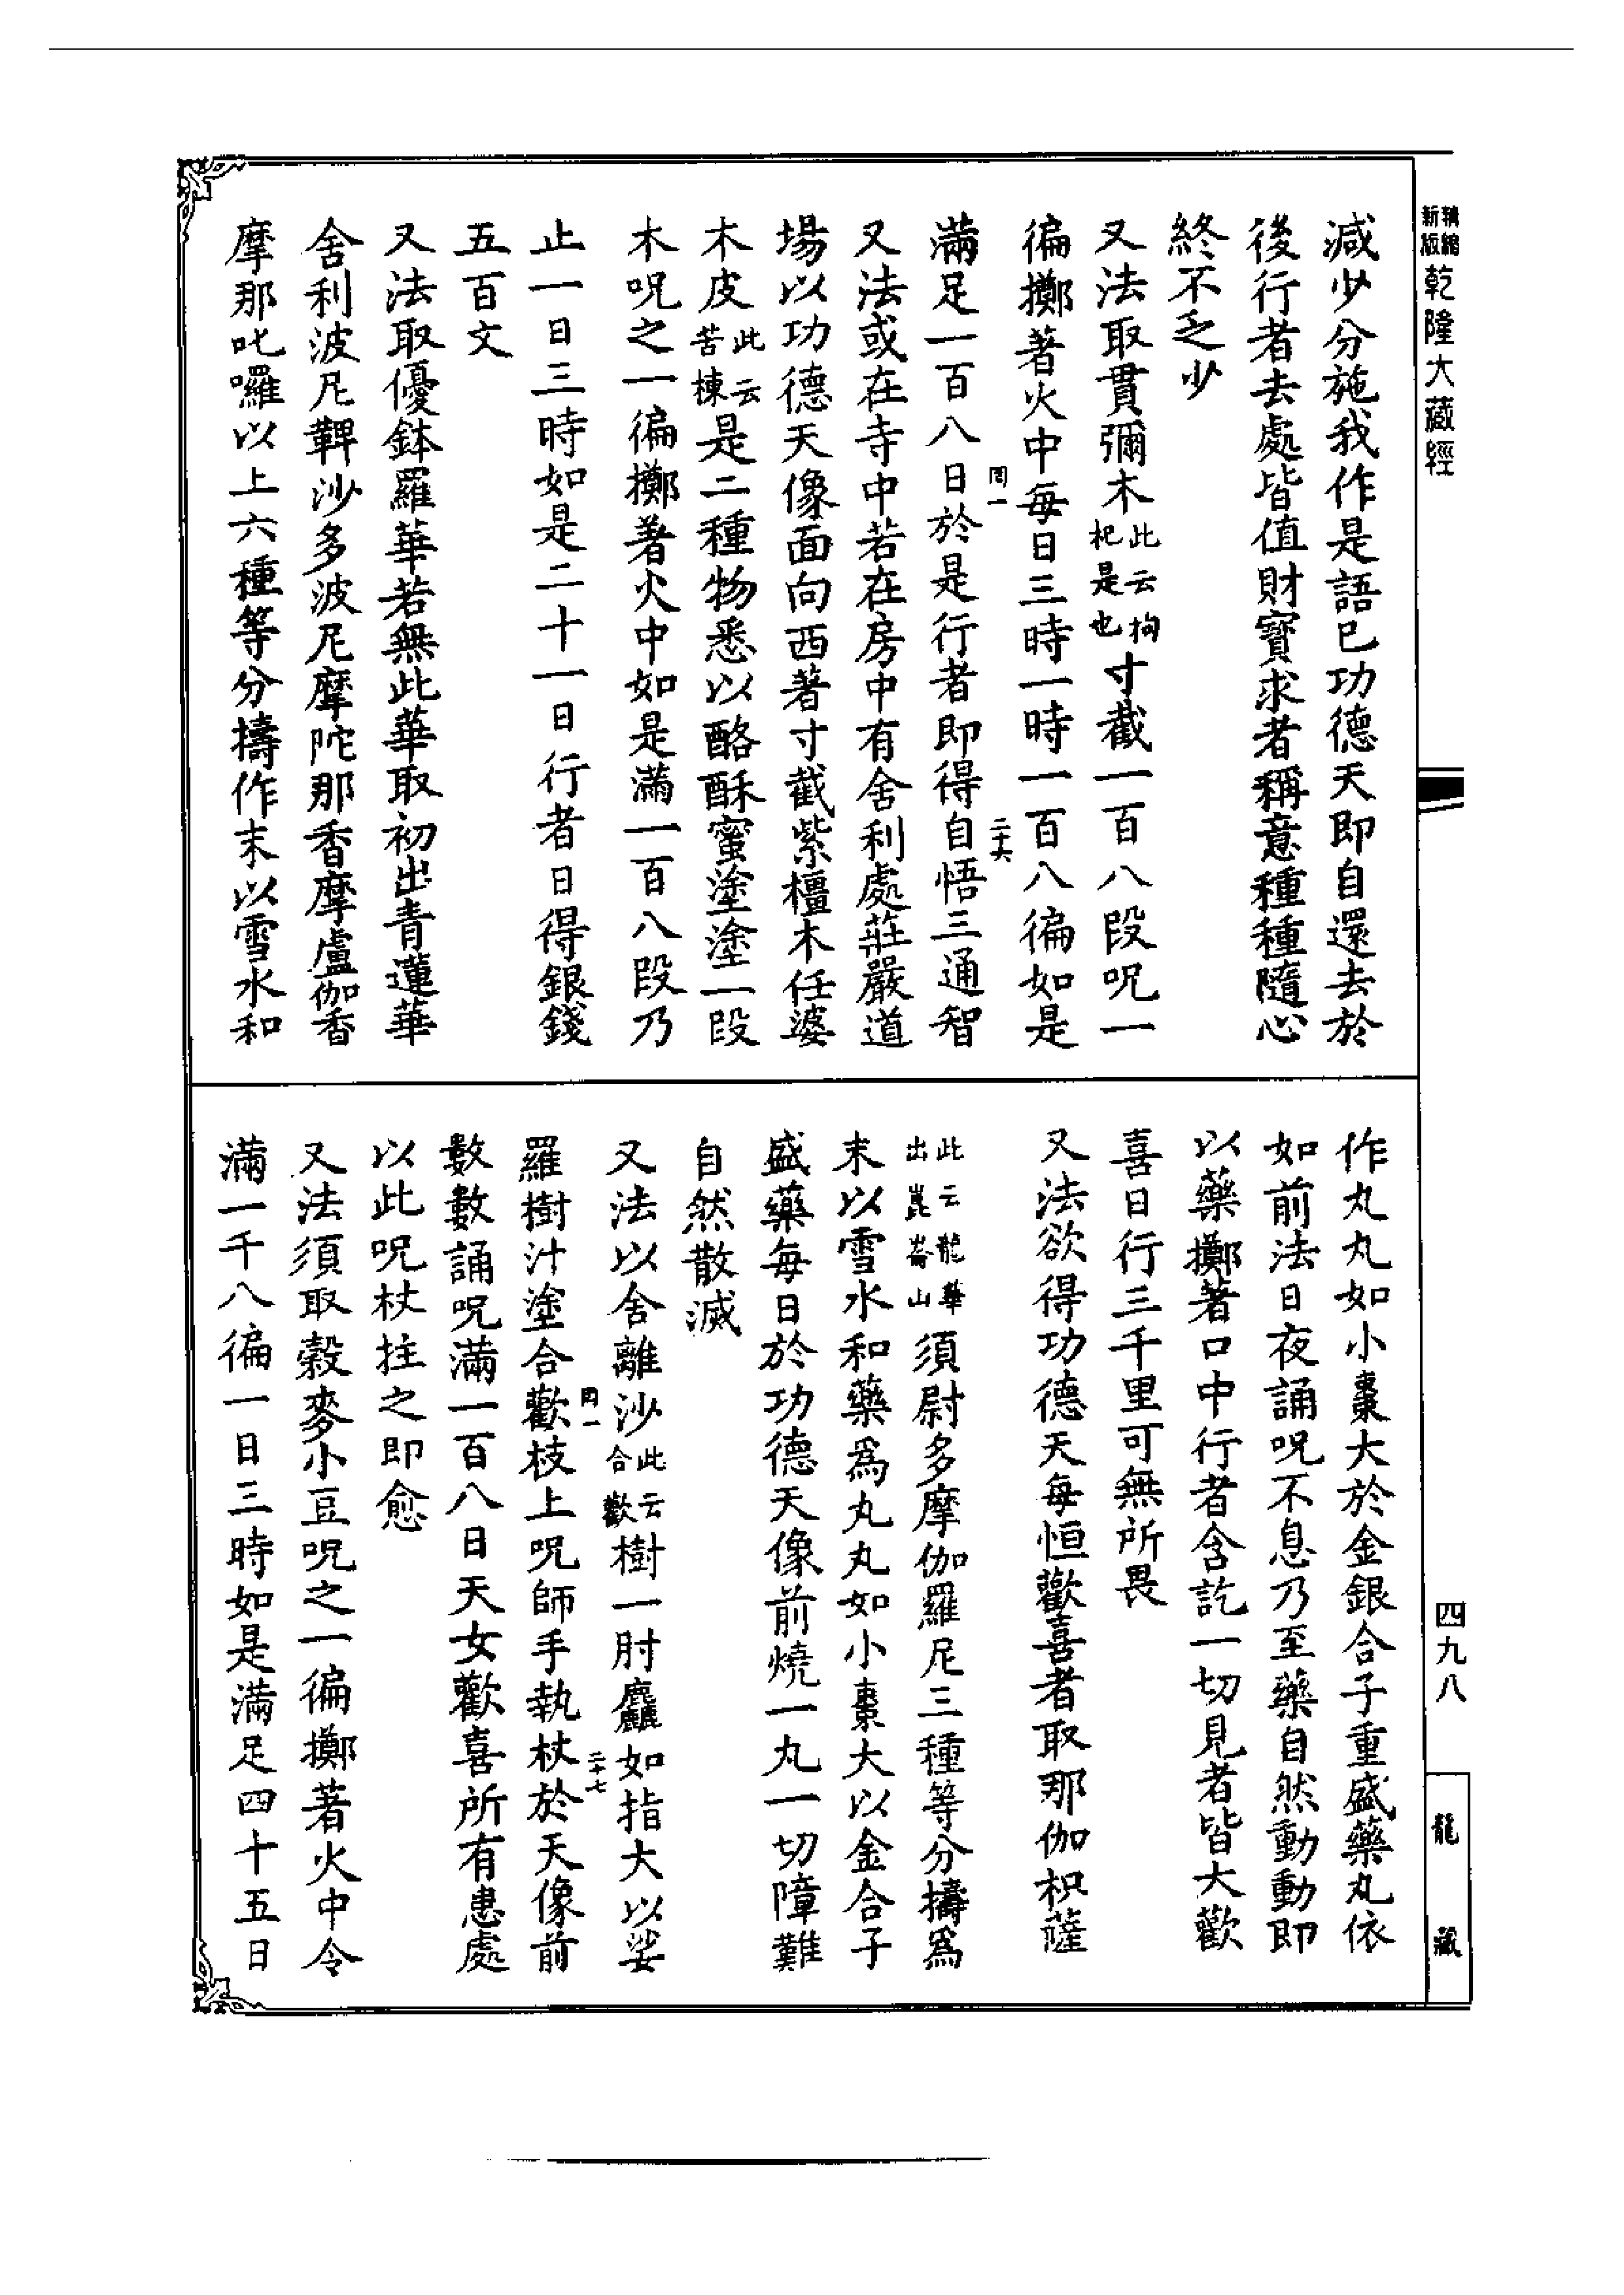 新縮
新版
乾隆大藏經
減少分施我作是語已功德天即自還去於
後行者去處皆值財寶求者稱意種種隨心
終不乏少
又法取貫彌木此云枸杞是也寸截一百八段呪一
徧擲著火中每日三時一時一百八徧如是
滿足一百八日於是行者即得自悟三通智
又法或在寺中若在房中有舍利處莊嚴道
場以功德天像面向西著寸截紫檀木任婆
木皮此云苦楝是二種物悉以酪酥蜜塗塗一段
木呪之一徧擲著火中如是滿一百八段乃
止一日三時如是二十一日行者日得銀錢
五百文
又法取優鉢羅華若無此華取初出青蓮華
舍利波尼鞞沙多波尼摩陀那香摩盧伽香
摩那叱囉以上六種等分擣作末以雪水和
作丸丸如小棗大於金銀合子重盛藥丸依
如前法日夜誦呪不息乃至藥自然動動即
以藥擲著口中行者含訖一切見者皆大歡
喜日行三千里可無所畏
又法欲得功德天每恒歡喜者取那伽枳薩
此云龍華出崑崙山須尉多摩伽羅尼三種等分擣為
末以雪水和藥為丸丸如小棗大以金合子
盛藥每日於功德天像前燒一丸一切障難
自然散滅
又法以舍離沙此云合歡樹一肘麤如指大以娑
羅樹汁塗合歡枝上呪師手執杖於天像前
數數誦呪滿一百八日天女歡喜所有患處
以此呪杖拄之即愈
又法須取穀麥小豆呪之一徧擲著火中令
滿一千八徧一日三時如是滿足四十五日
二十六
二十七
四九八
龍藏